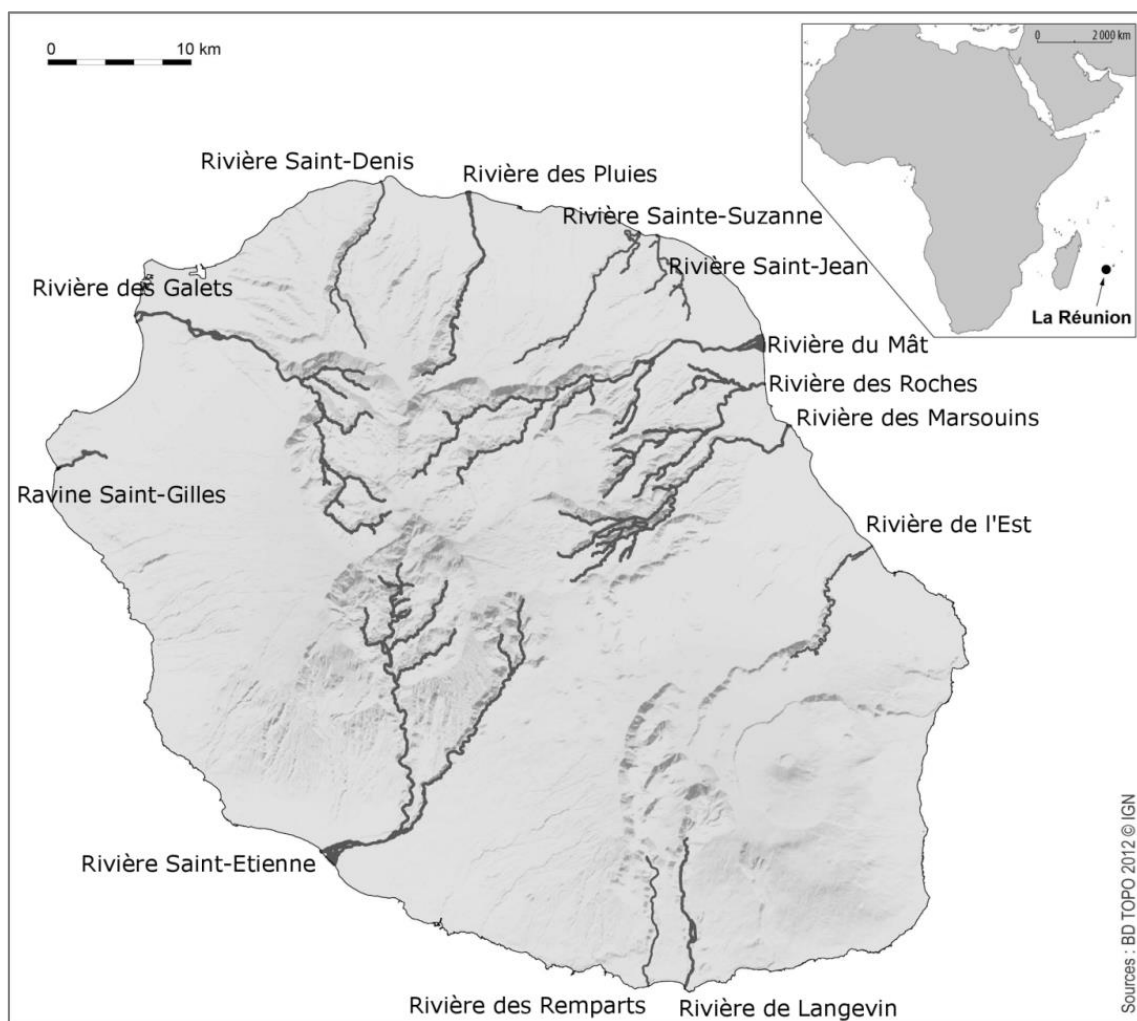 0 10 km
0 2 000 km
La Réunion
Rivière Saint-Denis
Rivière des Pluies
Rivière Sainte-Suzanne
Rivière Saint-Jean
Rivière des Galets
Rivière du Mât
Rivière des Roches
Rivière des Marsouins
Ravine Saint-Gilles
Rivière de l'Est
Rivière Saint-Etienne
Rivière des Remparts
Rivière de Langevin
Sources : BD TOPO 2012 © IGN